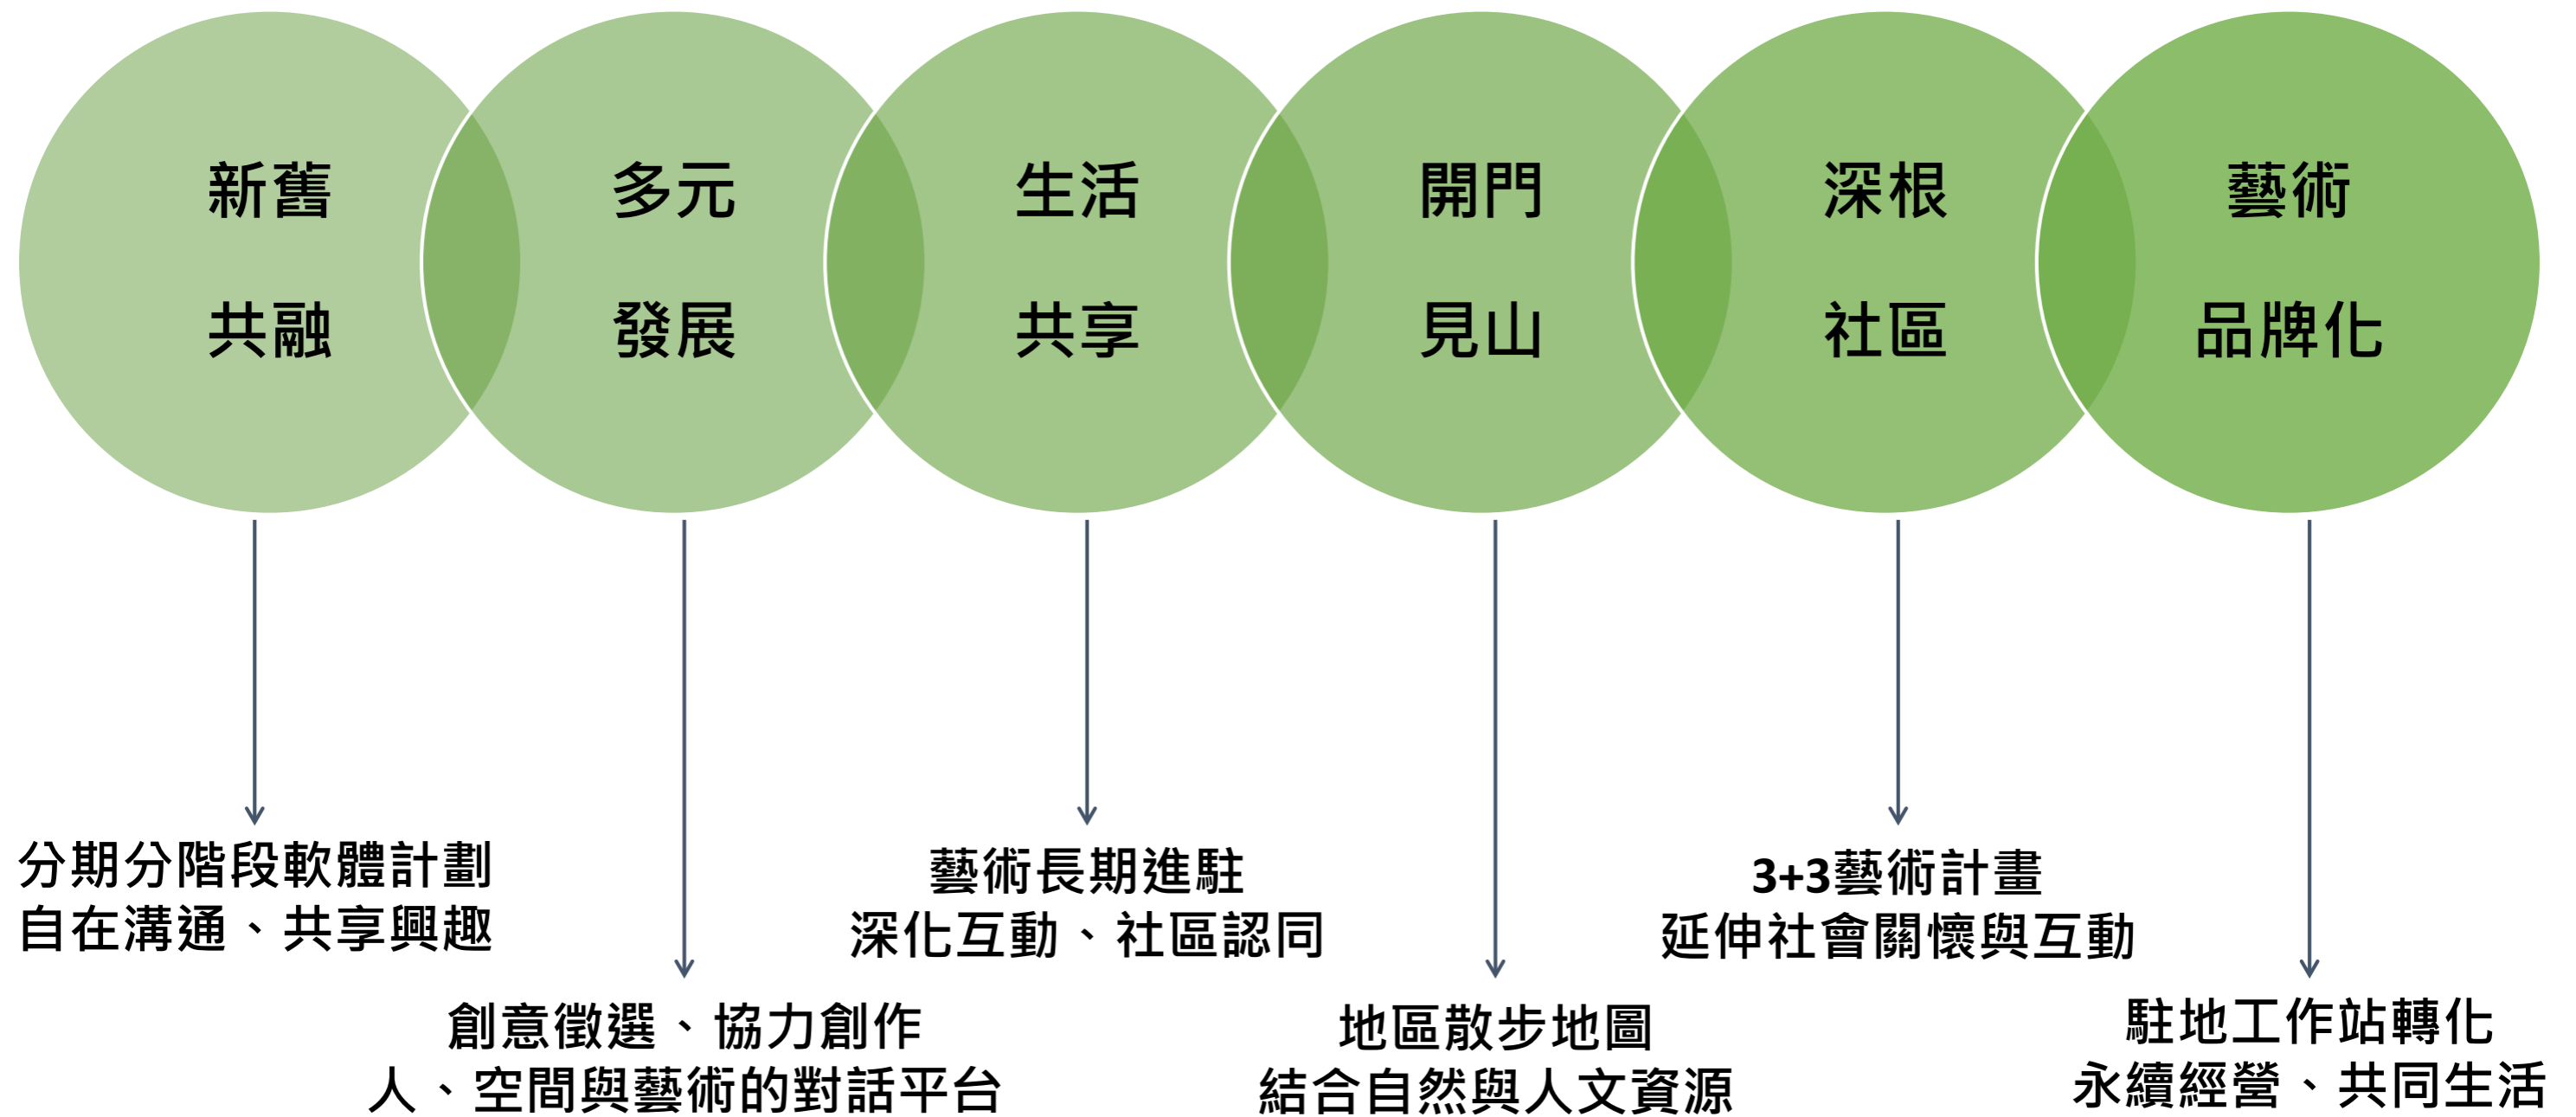 新舊
共融
多元
發展
生活
共享
開門
見山
深根
社區
藝術
品牌化
分期分階段軟體計劃
自在溝通、共享興趣
創意徵選、協力創作
人、空間與藝術的對話平台
藝術長期進駐
深化互動、社區認同
地區散步地圖
結合自然與人文資源
3+3藝術計畫
延伸社會關懷與互動
駐地工作站轉化
永續經營、共同生活